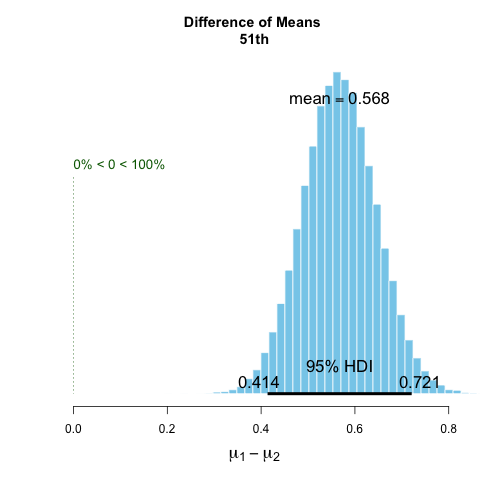 Difference of Means
51th
mean = 0.568
0% < 0 < 100%
95% HDI
0.414 0.721
0.0 0.2 0.4 0.6 0.8
μ₁ − μ₂